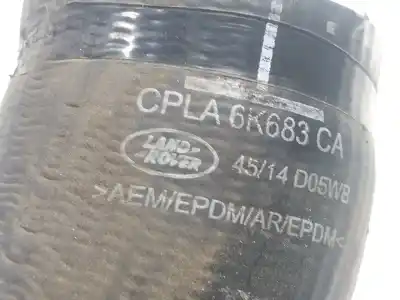 CPLA 6K683 CA
LAND-
ROVER
45/14 D05WB
>AEM/EPDM/AR/EPDM<